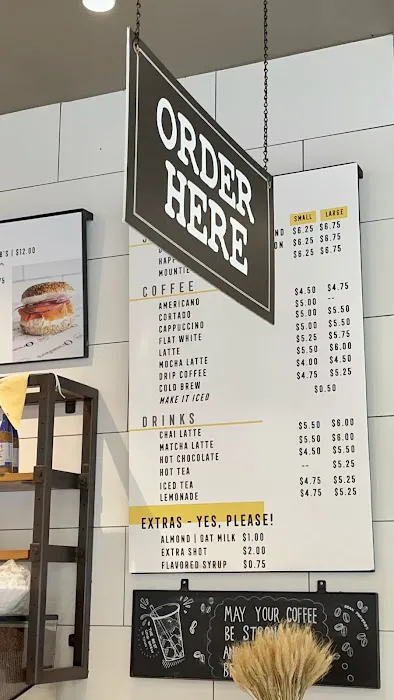 ORDER
HERE
B'S | $12.00
SMALL LARGE
$6.25 $6.75
$6.25 $6.75
$6.25 $6.75
COFFEE
AMERICANO $4.50 $4.75
CORTADO $5.00 --
CAPPUCCINO $5.00 $5.50
FLAT WHITE $5.00 $5.50
LATTE $5.25 $5.75
MOCHA LATTE $5.50 $6.00
DRIP COFFEE $4.00 $4.50
COLD BREW $4.75 $5.25
MAKE IT ICED $0.50
DRINKS
CHAI LATTE $5.50 $6.00
MATCHA LATTE $5.50 $6.00
HOT CHOCOLATE $4.50 $5.50
HOT TEA -- $5.25
ICED TEA $4.75 $5.25
LEMONADE $4.75 $5.25
EXTRAS - YES, PLEASE!
ALMOND | OAT MILK $1.00
EXTRA SHOT $2.00
FLAVORED SYRUP $0.75
MAY YOUR COFFEE
BE